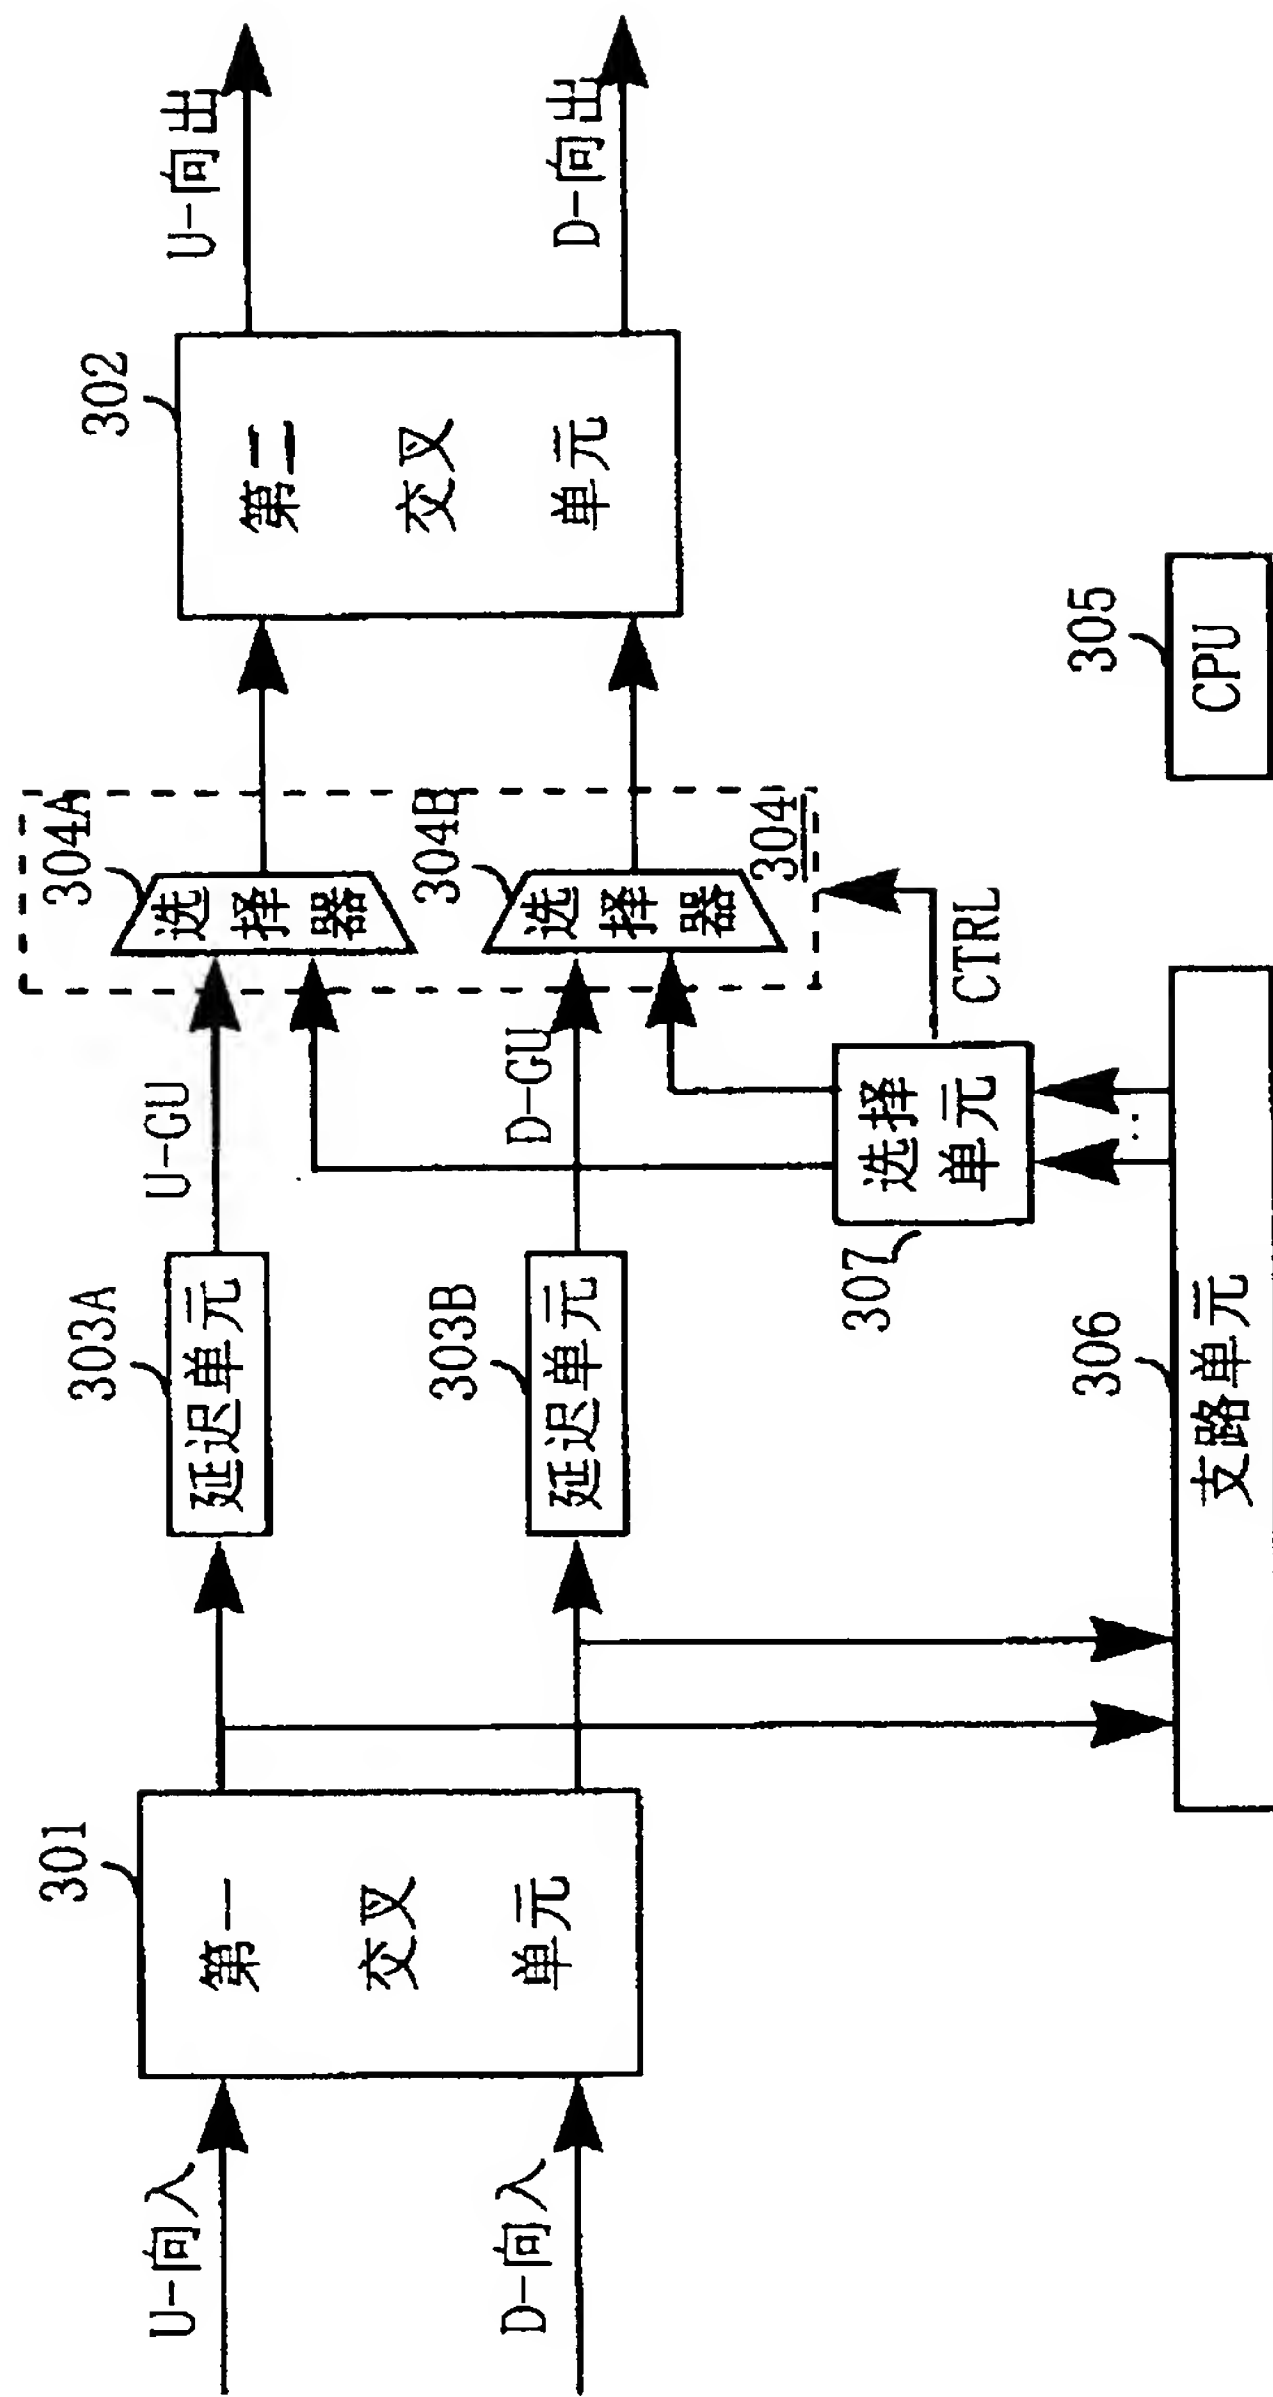 U-向入
D-向入
301
第一
交叉
单元
303A
延迟单元
303B
延迟单元
U-GU
D-GU
304A
选
择
器
304B
选
择
器
304
302
第二
交叉
单元
U-向出
D-向出
307
选择
单元
CTRL
306
支路单元
305
CPU